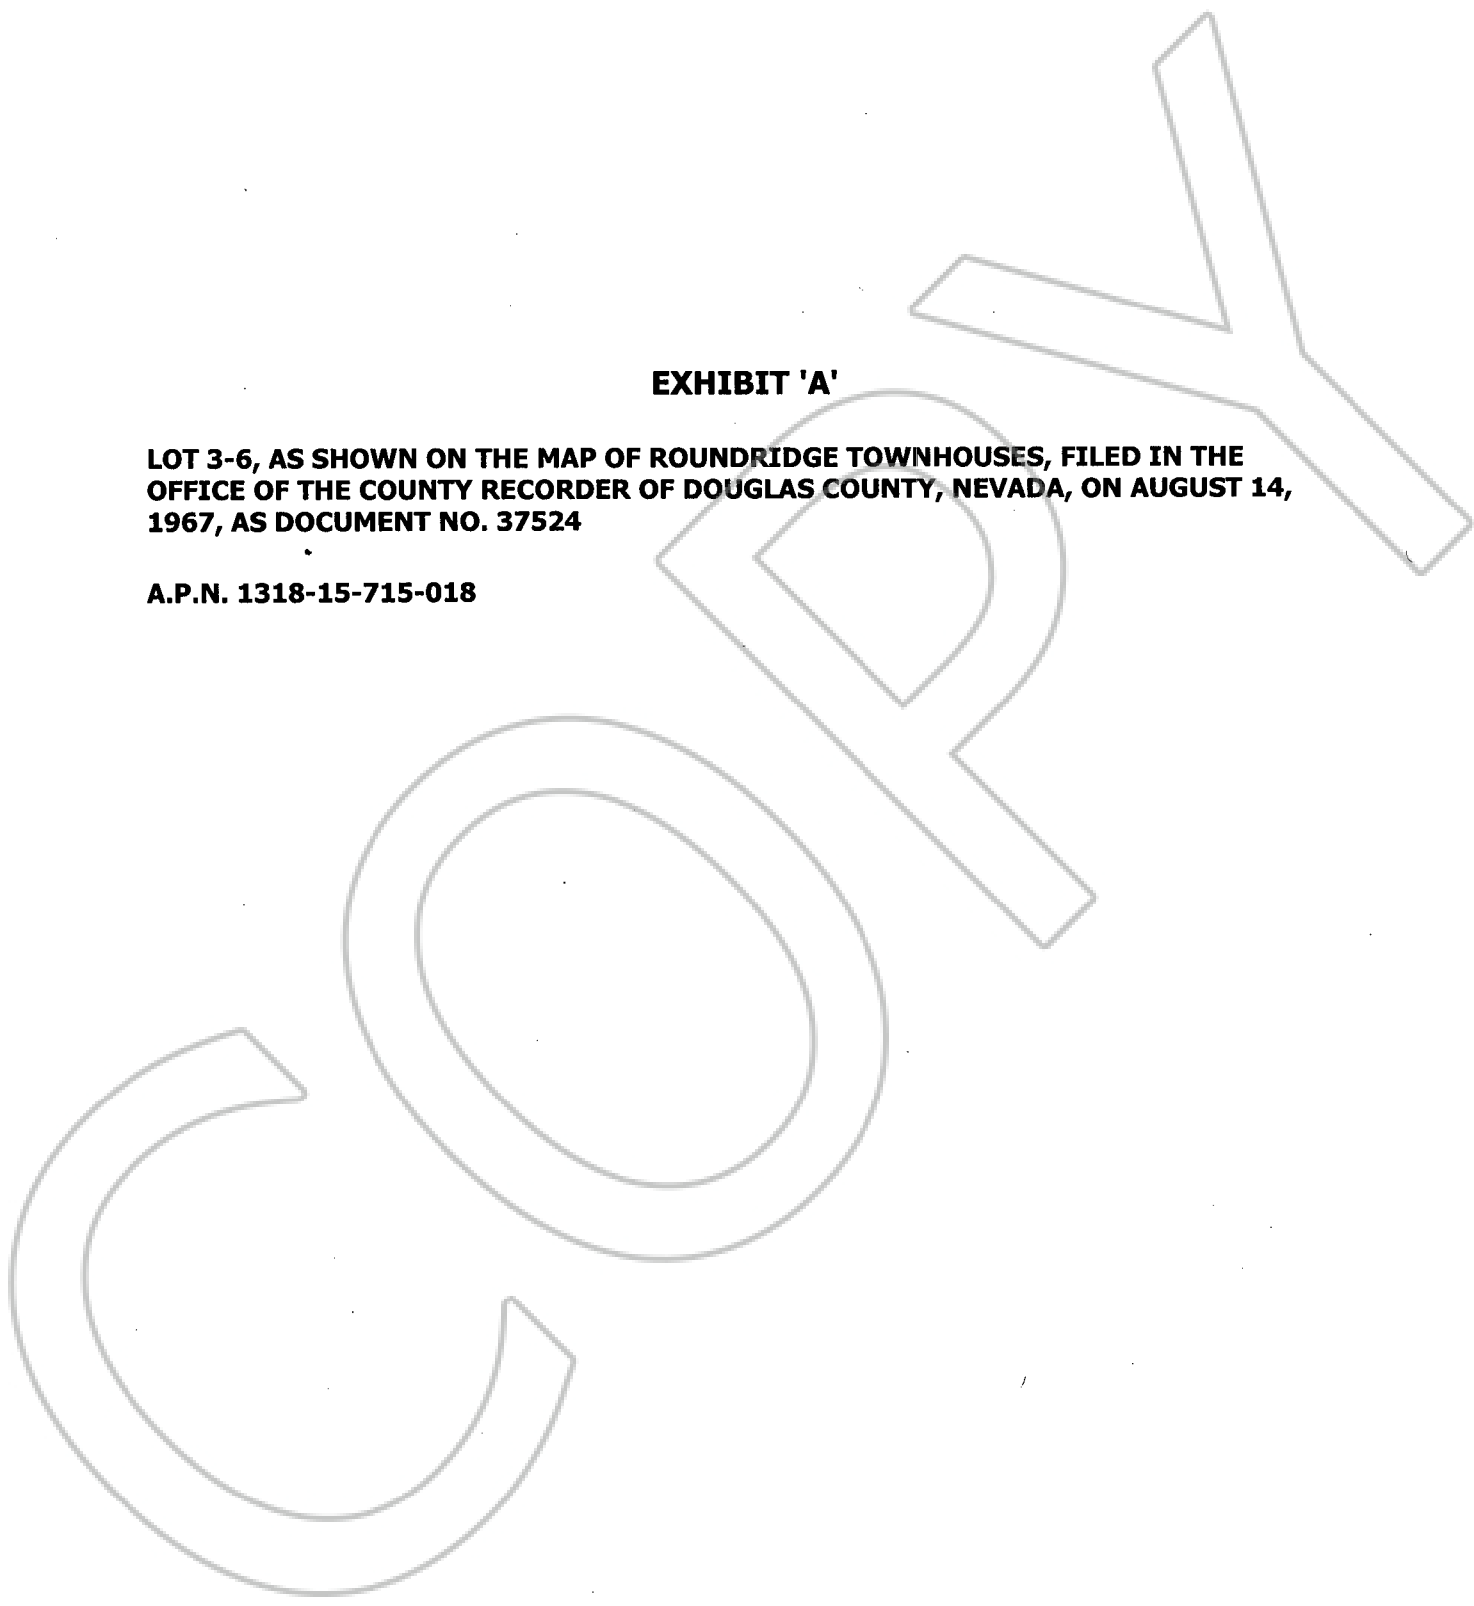 EXHIBIT 'A'
LOT 3-6, AS SHOWN ON THE MAP OF ROUNDRIDGE TOWNHOUSES, FILED IN THE
OFFICE OF THE COUNTY RECORDER OF DOUGLAS COUNTY, NEVADA, ON AUGUST 14,
1967, AS DOCUMENT NO. 37524
A.P.N. 1318-15-715-018
COPY